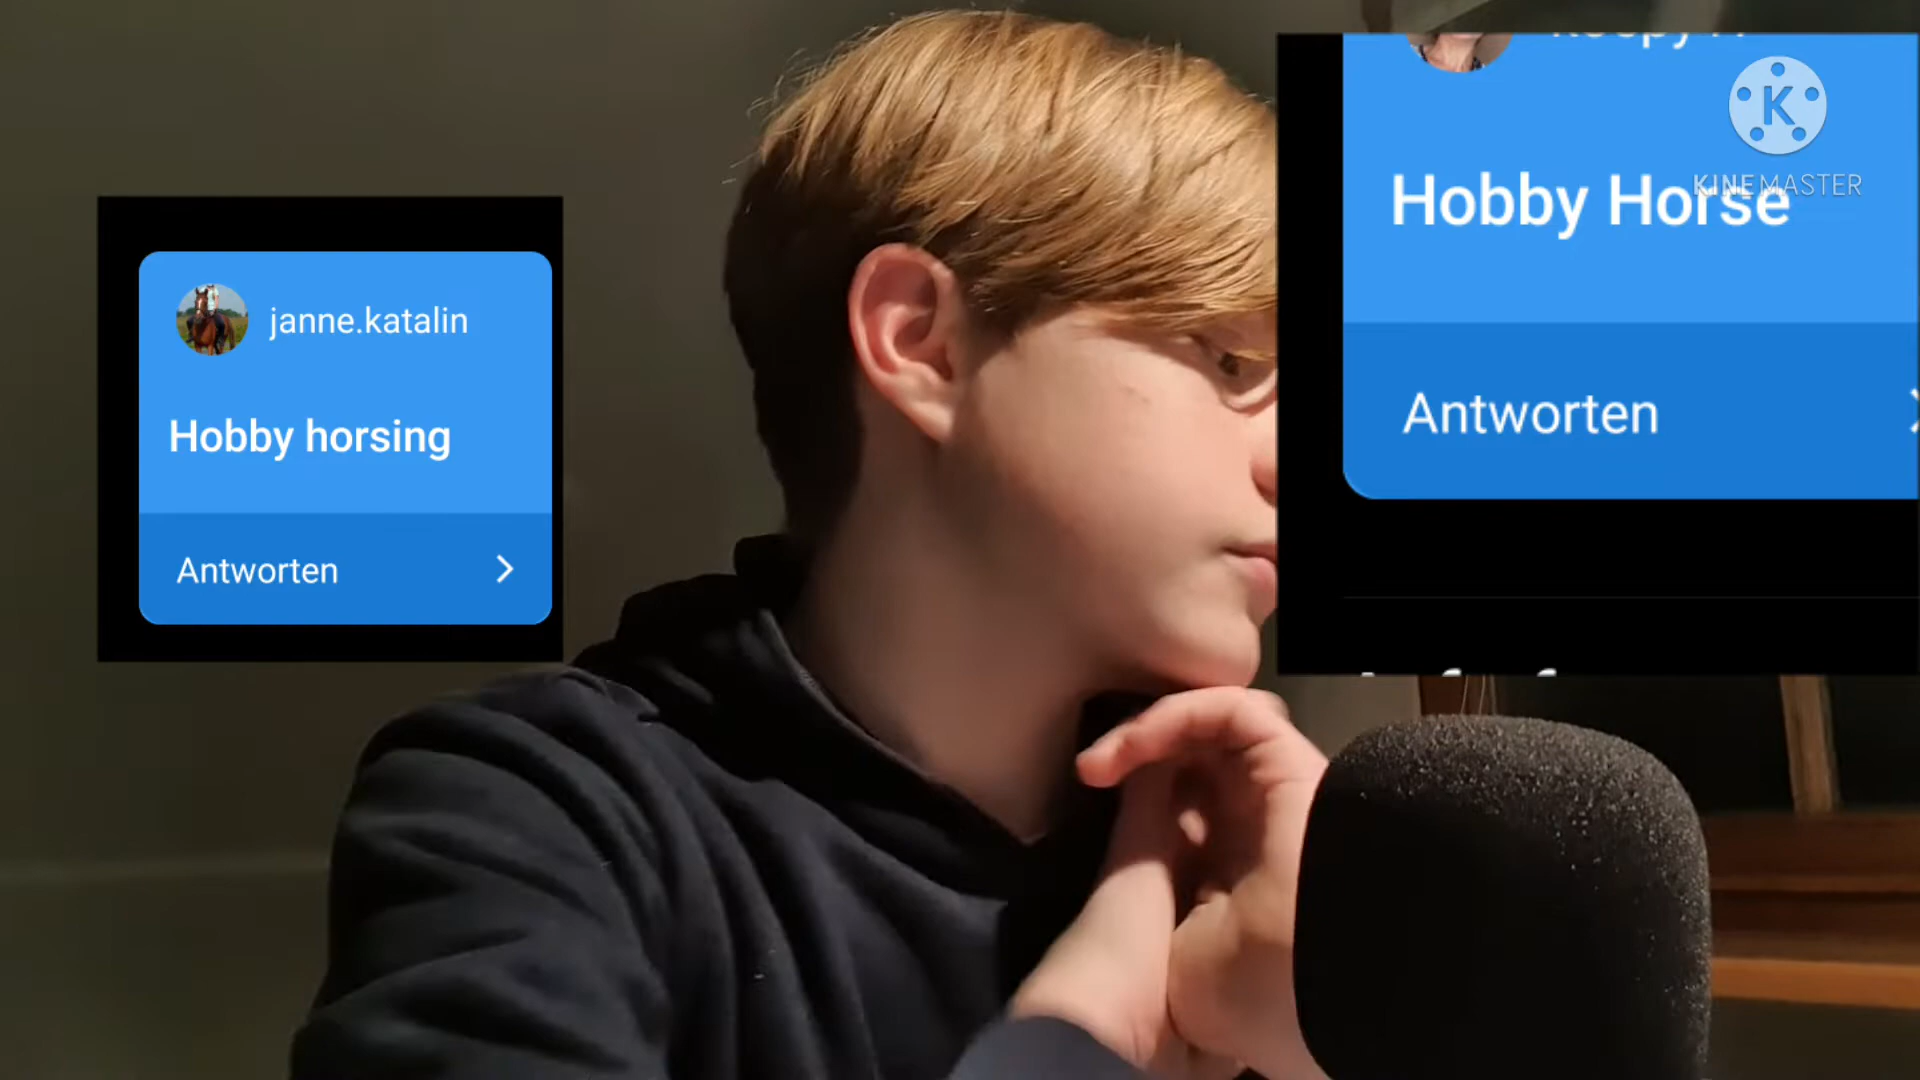 janne.katalin
Hobby horsing
Antworten
K
KINEMASTER
Hobby Horse
Antworten